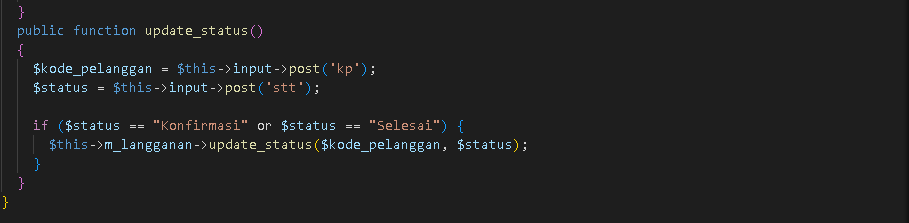 }
public function update_status()
{
$kode_pelanggan = $this->input->post('kp');
$status = $this->input->post('stt');
if ($status == "Konfirmasi" or $status == "Selesai") {
$this->m_langganan->update_status($kode_pelanggan, $status);
}
}
}